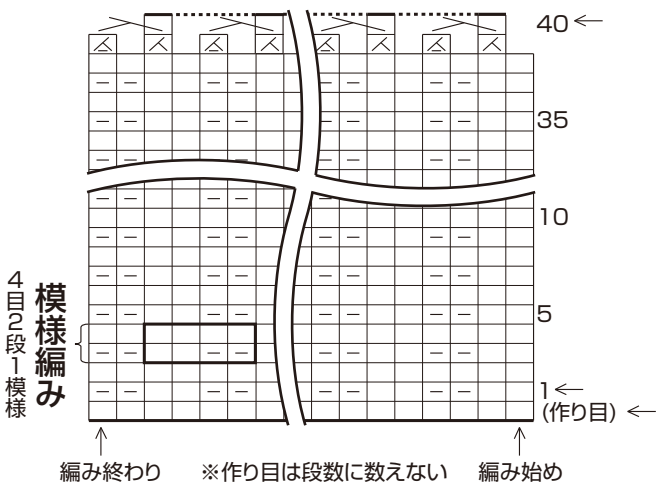 40
35
10
5
1
(作り目)
模様編み
4目2段1模様
編み終わり
※作り目は段数に数えない
編み始め